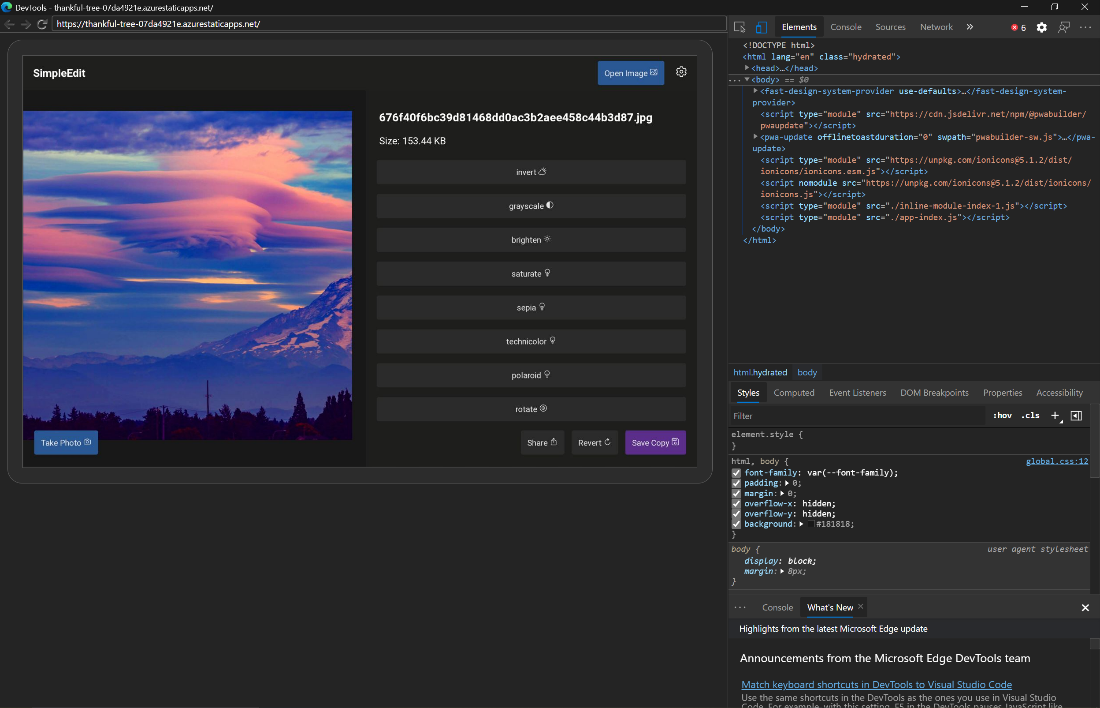 DevTools - thankful-tree-07da4921e.azurestaticapps.net/
https://thankful-tree-07da4921e.azurestaticapps.net/
SimpleEdit
Open Image
676f40f6bc39d81468dd0ac3b2aee458c44b3d87.jpg
Size: 153.44 KB
invert
grayscale
brighten
saturate
sepia
technicolor
polaroid
rotate
Take Photo
Share
Revert
Save Copy
Elements Console Sources Network » 6 ···
<!DOCTYPE html>
<html lang="en" class="hydrated">
<head>…</head>
··· <body> == $0
<fast-design-system-provider use-defaults>…</fast-design-system-
provider>
<script type="module" src="https://cdn.jsdelivr.net/npm/@pwabuilder/
pwaupdate"></script>
<pwa-update offlinetoastduration="0" swpath="pwabuilder-sw.js">…</pwa-
update>
<script type="module" src="https://unpkg.com/ionicons@5.1.2/dist/
ionicons/ionicons.esm.js"></script>
<script nomodule src="https://unpkg.com/ionicons@5.1.2/dist/ionicons/
ionicons.js"></script>
<script type="module" src="./inline-module-index-1.js"></script>
<script type="module" src="./app-index.js"></script>
</body>
</html>
html.hydrated body
Styles Computed Event Listeners DOM Breakpoints Properties Accessibility
Filter :hov .cls +
element.style {
}
html, body { global.css:12
font-family: var(--font-family);
padding: 0;
margin: 0;
overflow-x: hidden;
overflow-y: hidden;
background: #181818;
}
body { user agent stylesheet
display: block;
margin: 8px;
}
··· Console What's New ×
Highlights from the latest Microsoft Edge update
Announcements from the Microsoft Edge DevTools team
Match keyboard shortcuts in DevTools to Visual Studio Code
Use the same shortcuts in the DevTools as the ones you use in Visual Studio
Code. For example, with this setting, F5 in the DevTools pauses JavaScript like